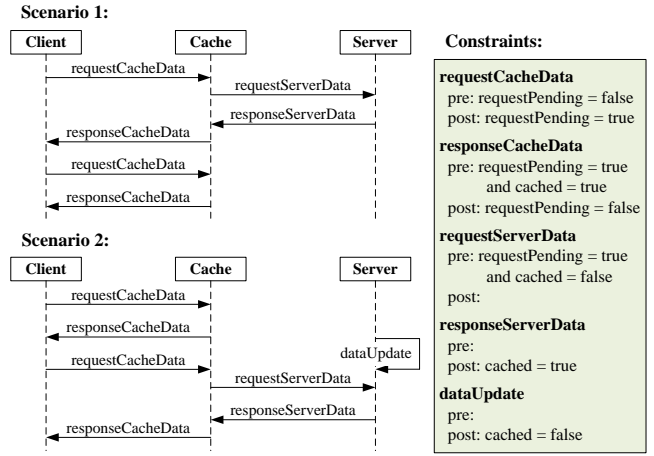 Scenario 1:
Client
Cache
Server
requestCacheData
requestServerData
responseServerData
responseCacheData
requestCacheData
responseCacheData
Scenario 2:
Client
Cache
Server
requestCacheData
responseCacheData
dataUpdate
requestCacheData
requestServerData
responseServerData
responseCacheData
Constraints:
requestCacheData
pre: requestPending = false
post: requestPending = true
responseCacheData
pre: requestPending = true
and cached = true
post: requestPending = false
requestServerData
pre: requestPending = true
and cached = false
post:
responseServerData
pre:
post: cached = true
dataUpdate
pre:
post: cached = false